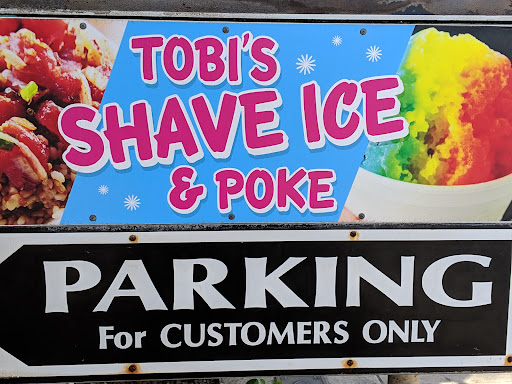 TOBI'S
SHAVE ICE
& POKE
PARKING
For CUSTOMERS ONLY